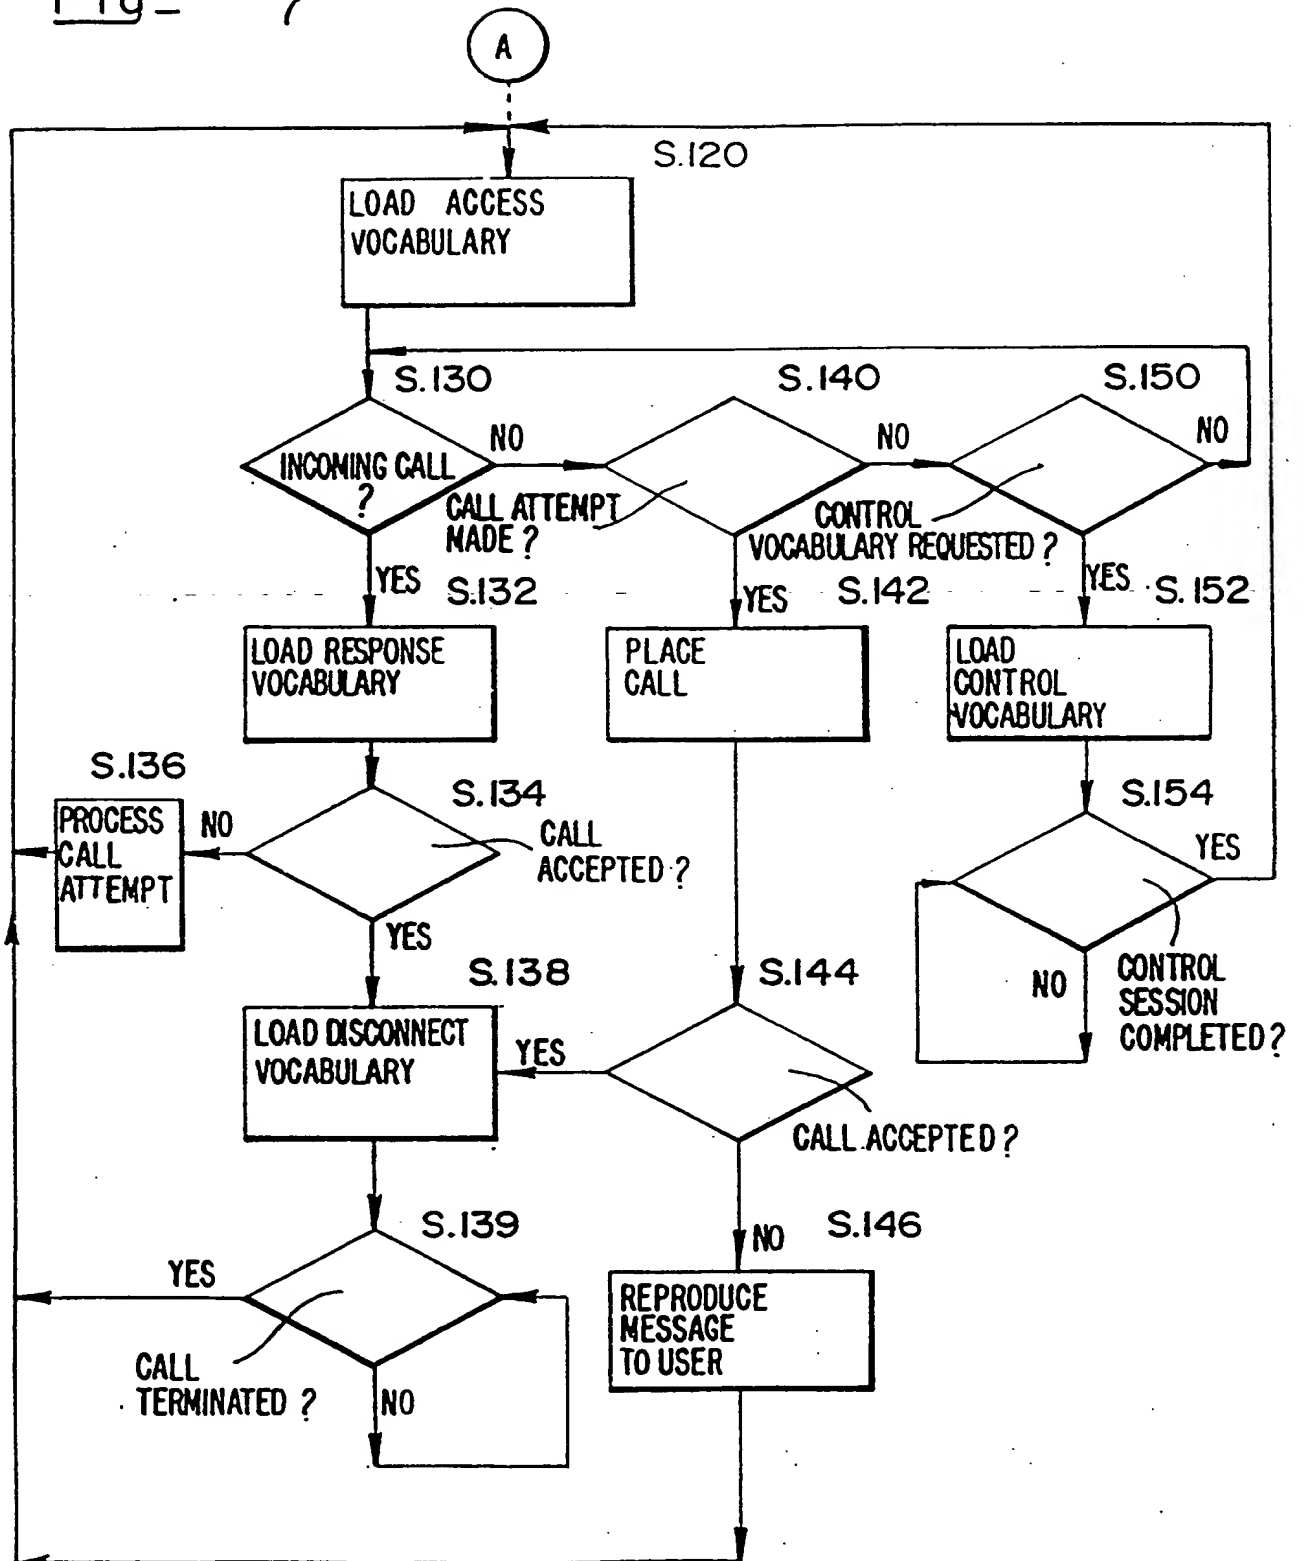 Fig-
A
S.120
LOAD ACCESS
VOCABULARY
S.130
S.140
S.150
INCOMING CALL
?
NO
NO
NO
CALL ATTEMPT
MADE ?
CONTROL
VOCABULARY REQUESTED ?
YES
S.132
YES
S.142
YES
S.152
LOAD RESPONSE
VOCABULARY
PLACE
CALL
LOAD
CONTROL
VOCABULARY
S.136
PROCESS
CALL
ATTEMPT
NO
S.134
CALL
ACCEPTED ?
S.154
YES
YES
S.138
S.144
NO
CONTROL
SESSION
COMPLETED ?
LOAD DISCONNECT
VOCABULARY
YES
CALL ACCEPTED ?
S.139
NO
S.146
YES
REPRODUCE
MESSAGE
TO USER
CALL
TERMINATED ?
NO